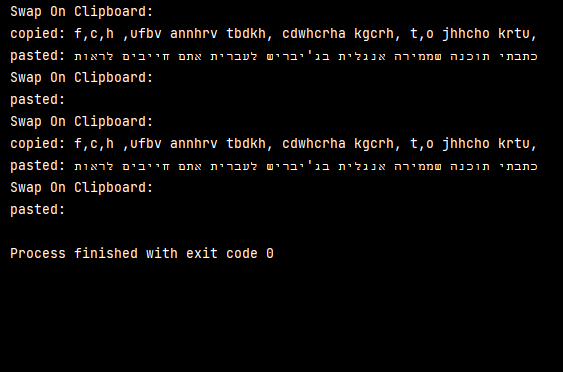 Swap On Clipboard:
copied: f,c,h ,ufbv annhrv tbdkh, cdwhcrha kgcrh, t,o jhhcho krtu,
pasted: כתבתי תוכנה שממירה אנגלית בג'יבריש לעברית אתם חייבים לראות
Swap On Clipboard:
pasted:
Swap On Clipboard:
copied: f,c,h ,ufbv annhrv tbdkh, cdwhcrha kgcrh, t,o jhhcho krtu,
pasted: כתבתי תוכנה שממירה אנגלית בג'יבריש לעברית אתם חייבים לראות
Swap On Clipboard:
pasted:
Process finished with exit code 0